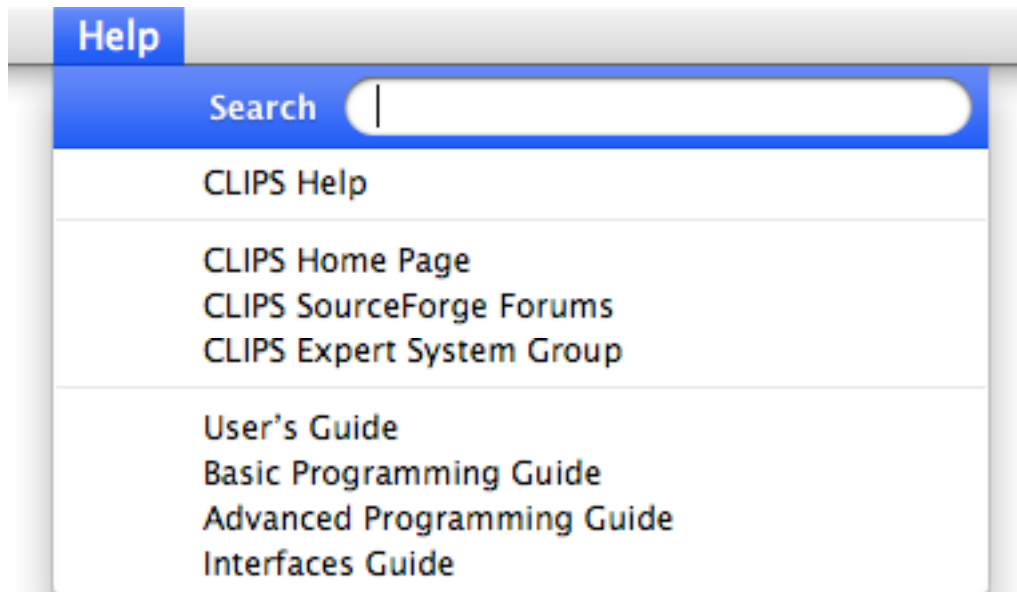 Help
Search
CLIPS Help
CLIPS Home Page
CLIPS SourceForge Forums
CLIPS Expert System Group
User’s Guide
Basic Programming Guide
Advanced Programming Guide
Interfaces Guide